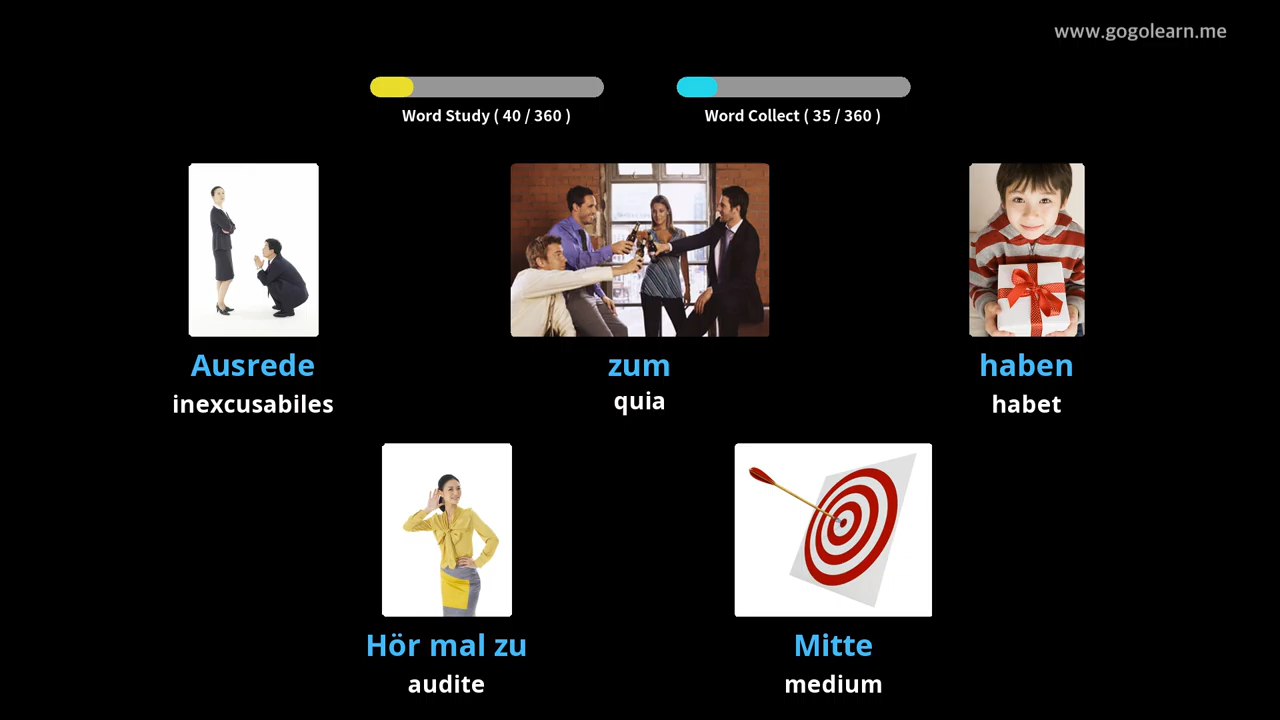 www.gogolearn.me
Word Study ( 40 / 360 )
Word Collect ( 35 / 360 )
Ausrede
inexcusabiles
zum
quia
haben
habet
Hör mal zu
audite
Mitte
medium